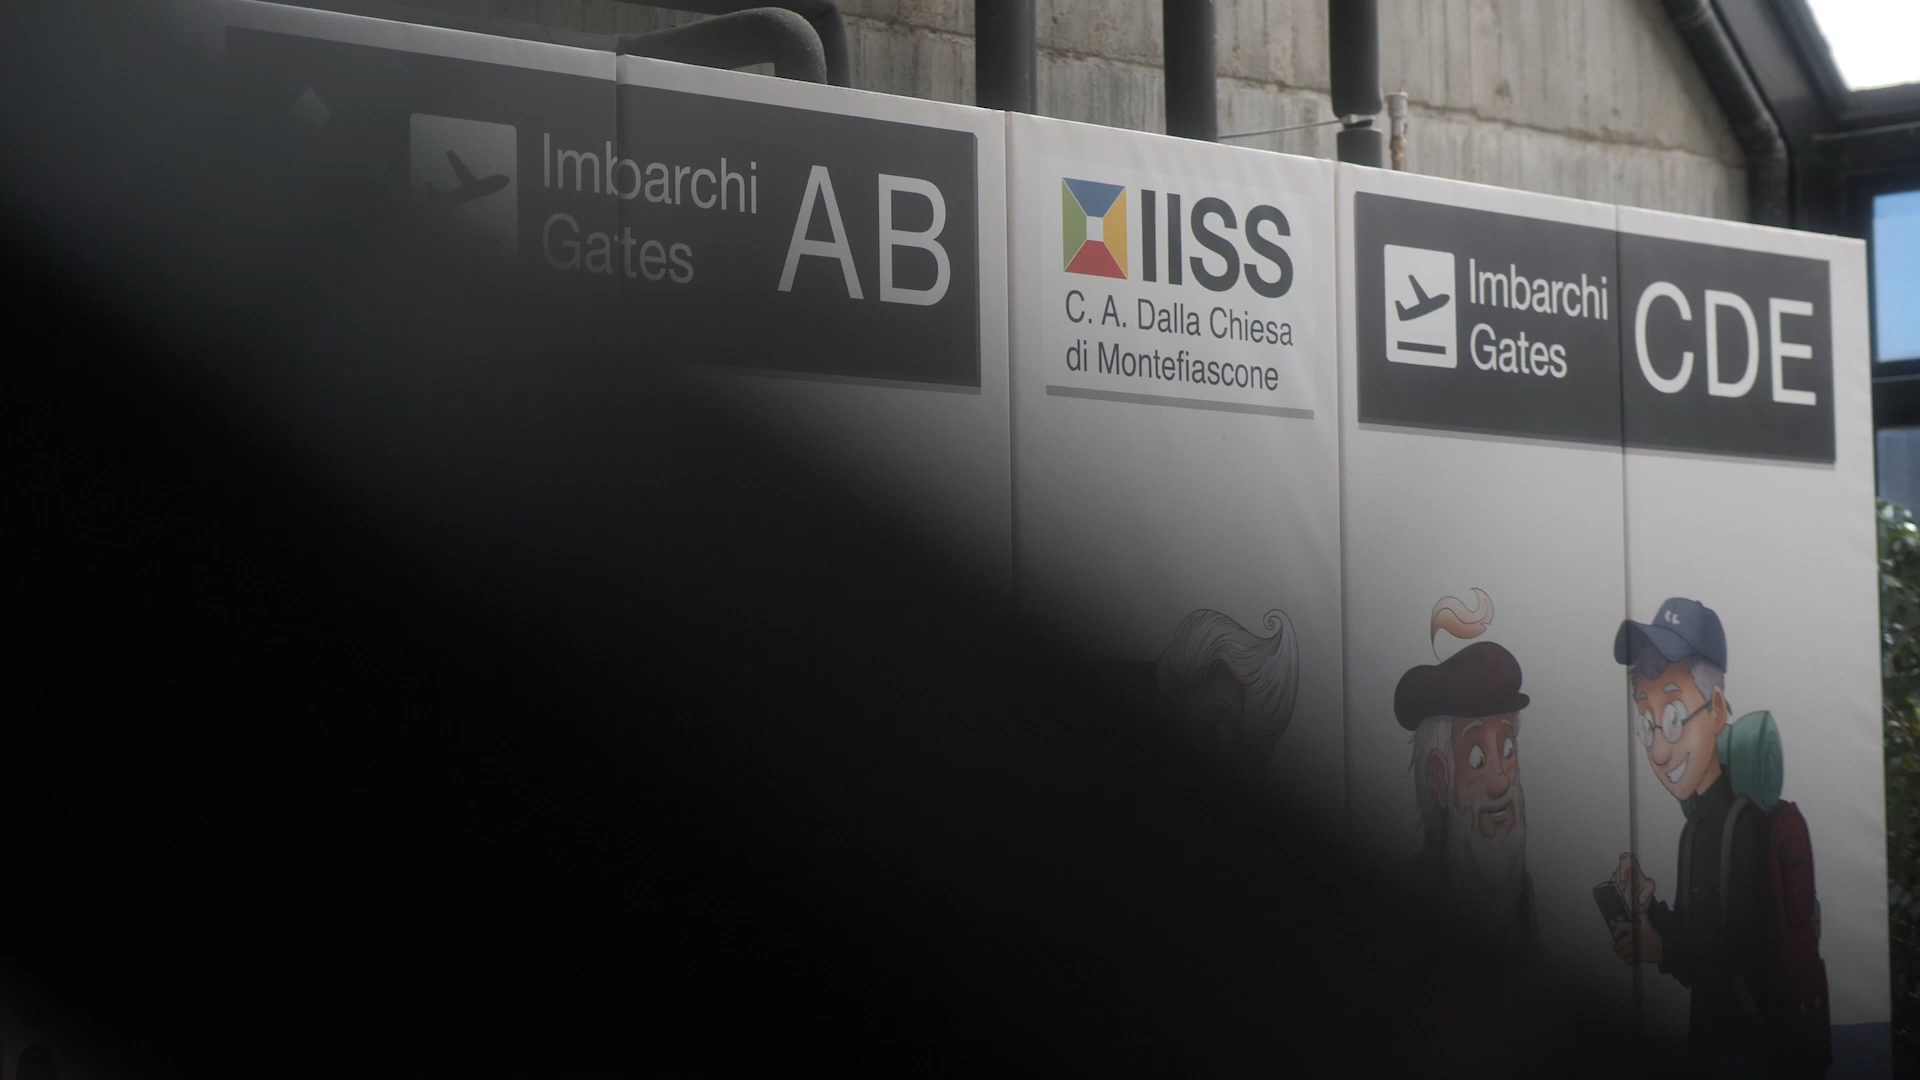 Imbarchi
Gates
AB
IISS
C. A. Dalla Chiesa
di Montefiascone
Imbarchi
Gates
CDE